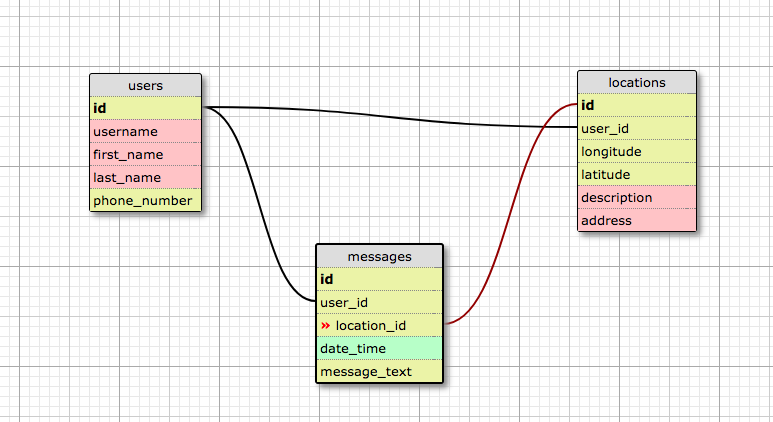 users
id
username
first_name
last_name
phone_number
locations
id
user_id
longitude
latitude
description
address
messages
id
user_id
» location_id
date_time
message_text